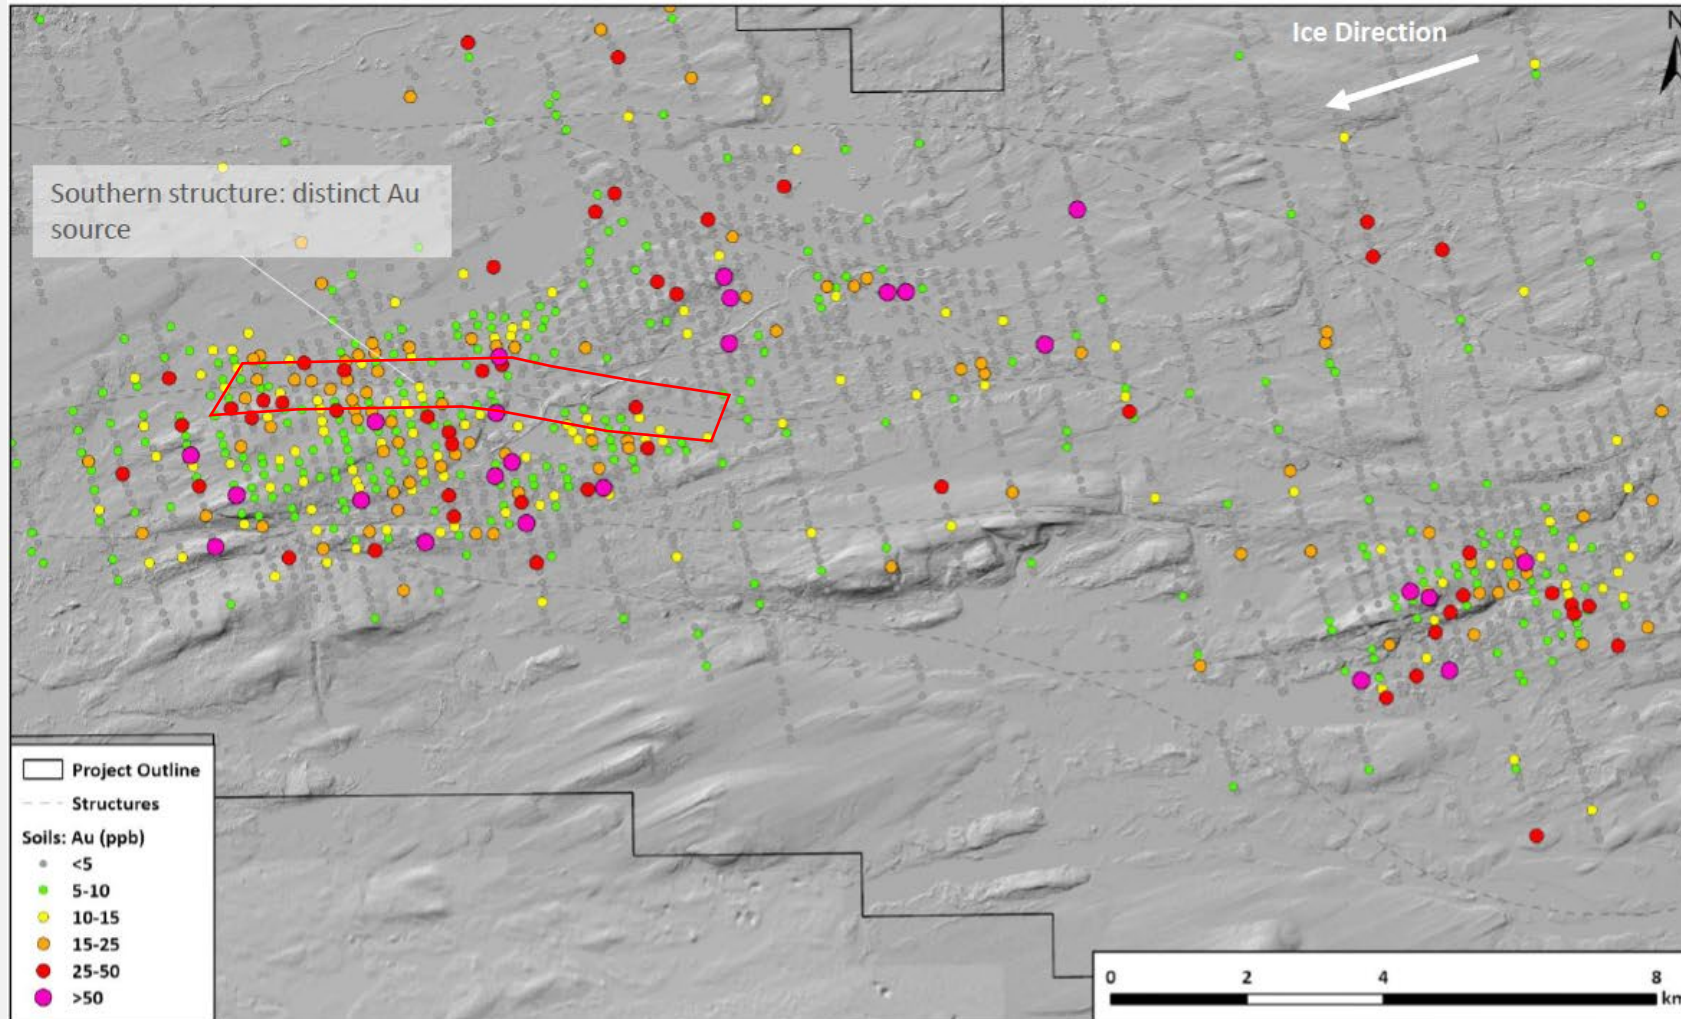 Ice Direction
N
Southern structure: distinct Au
source
Project Outline
Structures
Soils: Au (ppb)
<5
5-10
10-15
15-25
25-50
>50
0 2 4 8
km